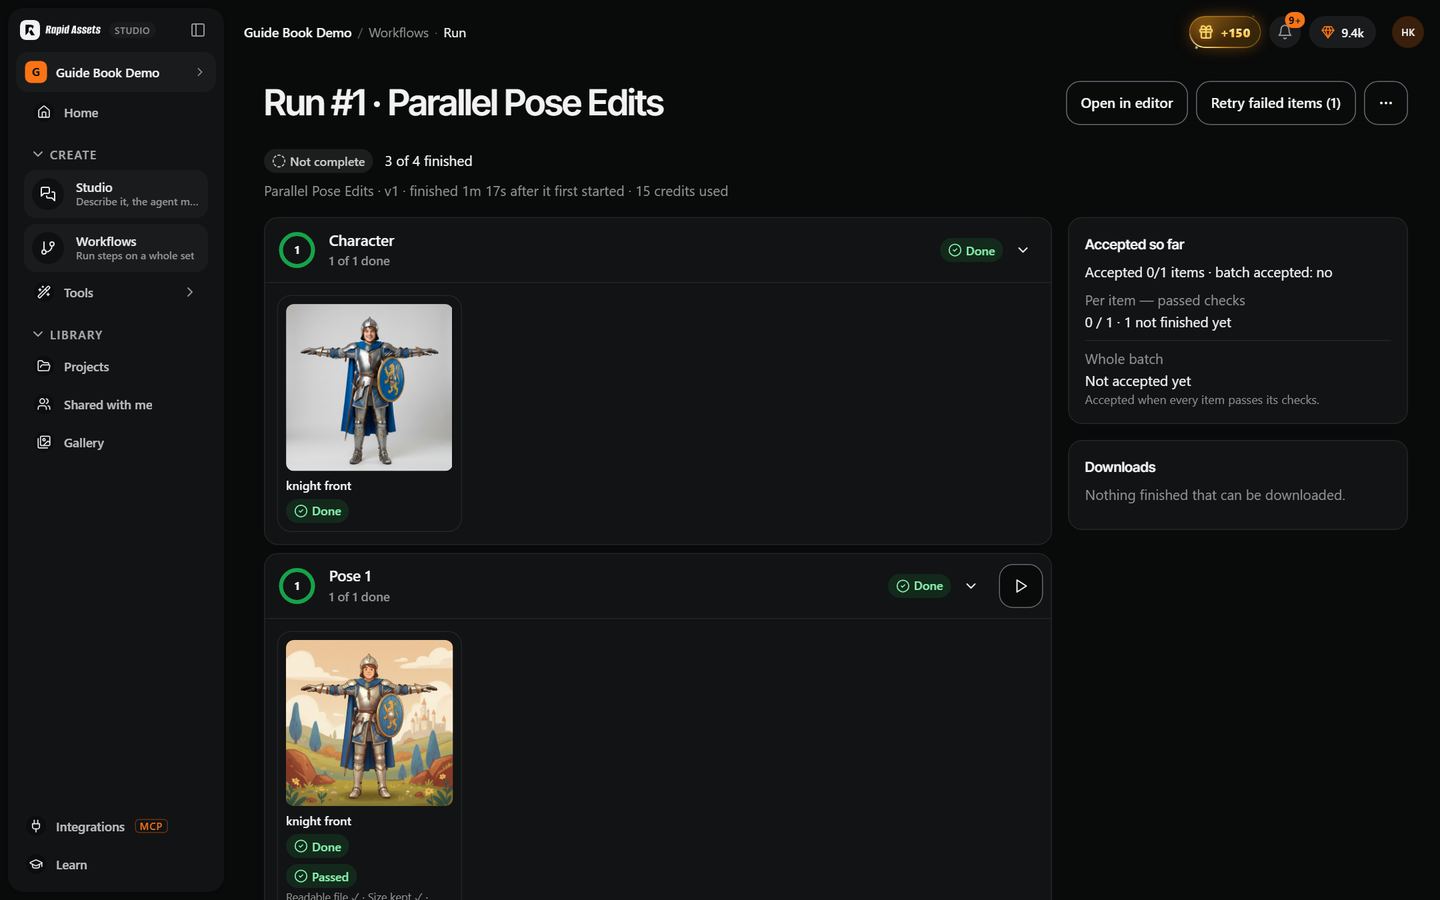 Rapid Assets STUDIO
Guide Book Demo / Workflows · Run
+150
9+
9.4k
HK
G Guide Book Demo
Home
CREATE
Studio
Describe it, the agent m...
Workflows
Run steps on a whole set
Tools
LIBRARY
Projects
Shared with me
Gallery
Integrations MCP
Learn
Run #1 · Parallel Pose Edits
Open in editor
Retry failed items (1)
Not complete 3 of 4 finished
Parallel Pose Edits · v1 · finished 1m 17s after it first started · 15 credits used
1 Character
1 of 1 done
Done
knight front
Done
1 Pose 1
1 of 1 done
Done
knight front
Done
Passed
Readable file ✓ · Size kept ✓ ·
Accepted so far
Accepted 0/1 items · batch accepted: no
Per item — passed checks
0 / 1 · 1 not finished yet
Whole batch
Not accepted yet
Accepted when every item passes its checks.
Downloads
Nothing finished that can be downloaded.